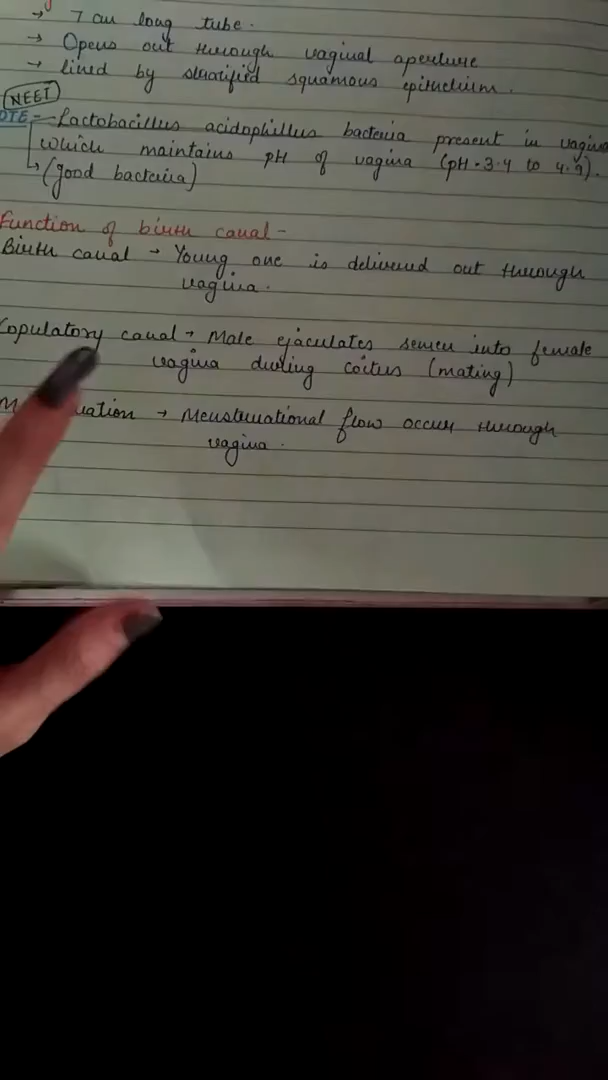 → 7 cm long tube.
→ Opens out through vaginal aperture
→ lined by stratified squamous epithelium.
NEET
OTE:- Lactobacillus acidophillus bacteria present in vagina
which maintains pH of vagina (pH = 3.4 to 4.9).
↳ (good bacteria)
Function of birth canal -
Birth canal → Young one is delivered out through
vagina.
Copulatory canal → Male ejaculates semen into female
vagina during coitus (mating)
→ Menstruational flow occur through
vagina.